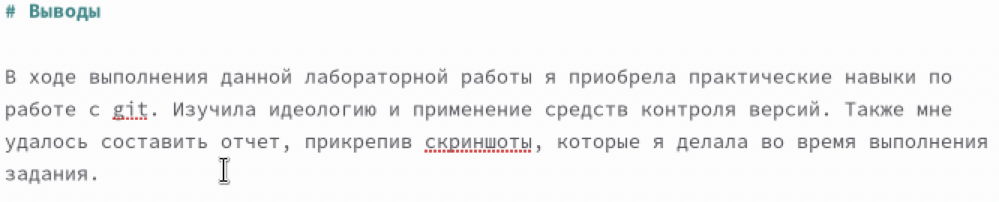 # Выводы
В ходе выполнения данной лабораторной работы я приобрела практические навыки по
работе с git. Изучила идеологию и применение средств контроля версий. Также мне
удалось составить отчет, прикрепив скриншоты, которые я делала во время выполнения
задания.